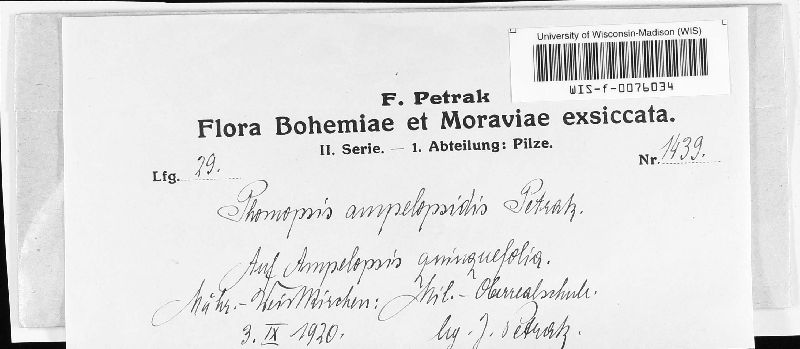 University of Wisconsin-Madison (WIS)
WIS-f-0076034
F. Petrak
Flora Bohemiae et Moraviae exsiccata.
II. Serie. — 1. Abteilung: Pilze.
Lfg. 29.
Nr. 1439.
Phomopsis ampelopsidis Petrak.
Auf Ampelopsis quinquefolia.
Mähr.-Weisskirchen: Mil.-Oberrealschule.
3. IX 1920. lg. J. Petrak.